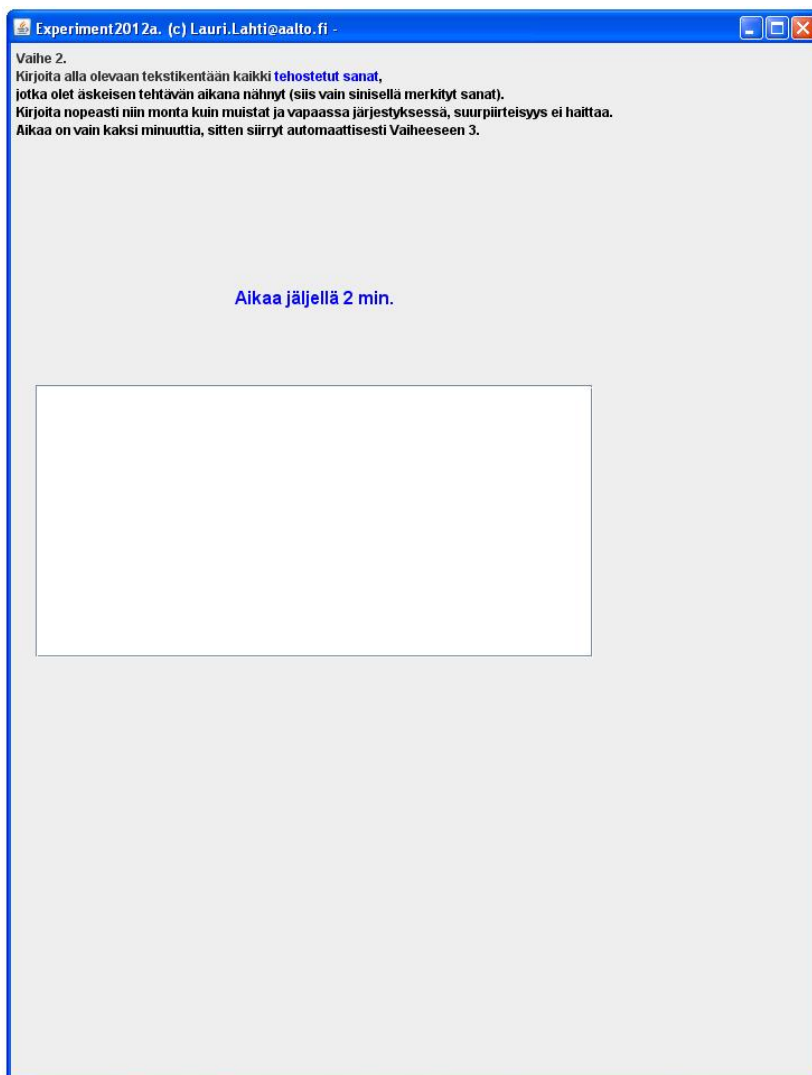 Experiment2012a. (c) Lauri.Lahti@aalto.fi -
Vaihe 2.
Kirjoita alla olevaan tekstikenttään kaikki tehostetut sanat,
jotka olet äskeisen tehtävän aikana nähnyt (siis vain sinisellä merkityt sanat).
Kirjoita nopeasti niin monta kuin muistat ja vapaassa järjestyksessä, suurpiirteisyys ei haittaa.
Aikaa on vain kaksi minuuttia, sitten siirryt automaattisesti Vaiheeseen 3.
Aikaa jäljellä 2 min.